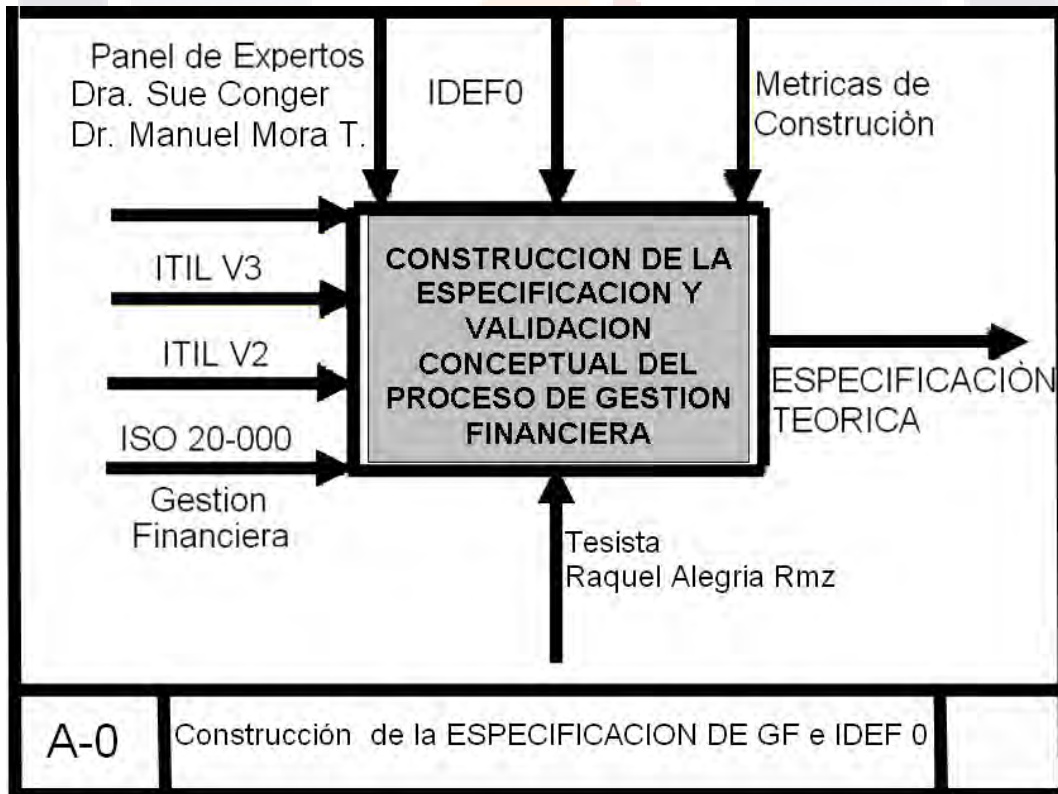 Panel de Expertos
Dra. Sue Conger
Dr. Manuel Mora T.
IDEF0
Metricas de
Construciòn
ITIL V3
ITIL V2
ISO 20-000
Gestion
Financiera
CONSTRUCCION DE LA
ESPECIFICACION Y
VALIDACION
CONCEPTUAL DEL
PROCESO DE GESTION
FINANCIERA
ESPECIFICACIÒN
TEORICA
Tesista
Raquel Alegria Rmz
A-0
Construcción de la ESPECIFICACION DE GF e IDEF 0